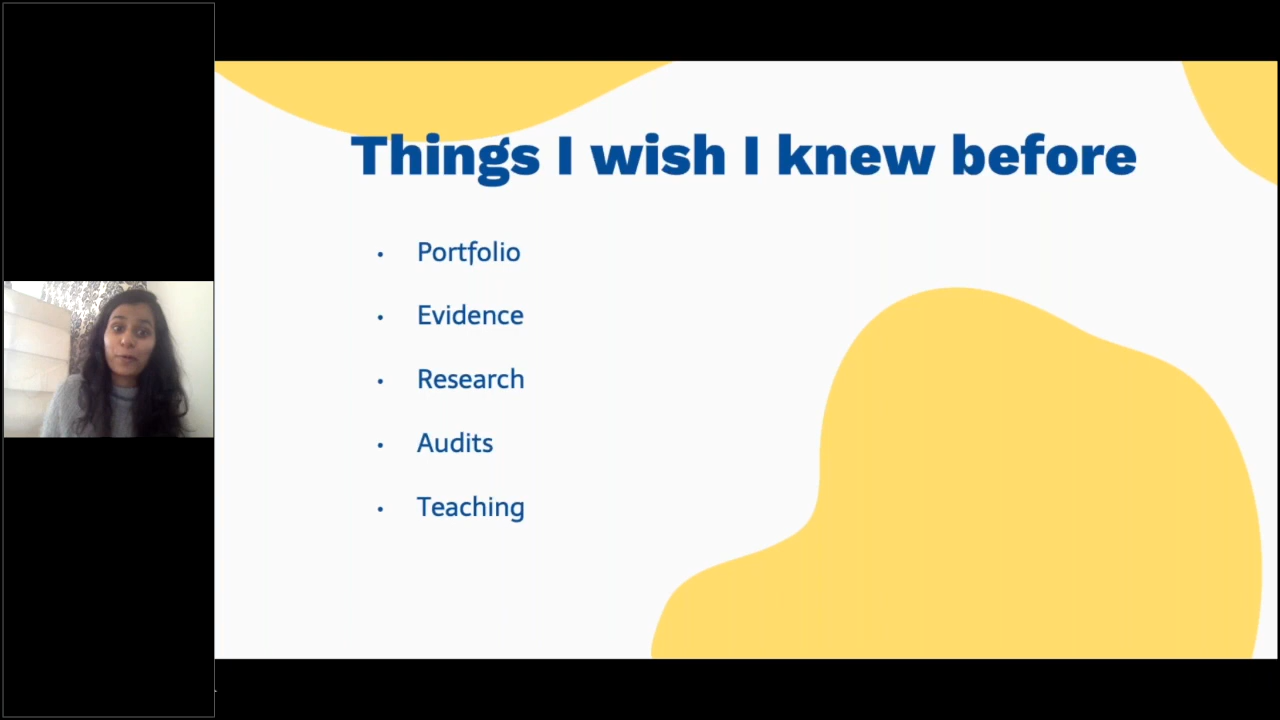 Things I wish I knew before
• Portfolio
• Evidence
• Research
• Audits
• Teaching